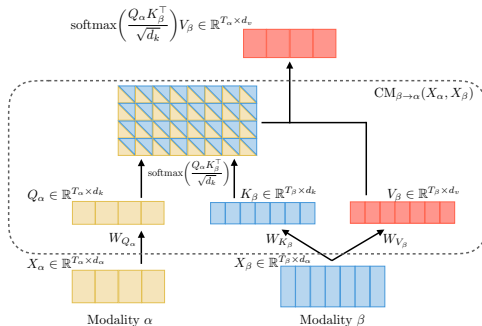 softmax(Q_α K_β^⊤ / √d_k) V_β ∈ ℝ^{T_α×d_v}
CM_{β→α}(X_α, X_β)
softmax(Q_α K_β^⊤ / √d_k)
Q_α ∈ ℝ^{T_α×d_k}
K_β ∈ ℝ^{T_β×d_k}
V_β ∈ ℝ^{T_β×d_v}
W_{Q_α}
W_{K_β}
W_{V_β}
X_α ∈ ℝ^{T_α×d_α}
X_β ∈ ℝ^{T_β×d_α}
Modality α
Modality β